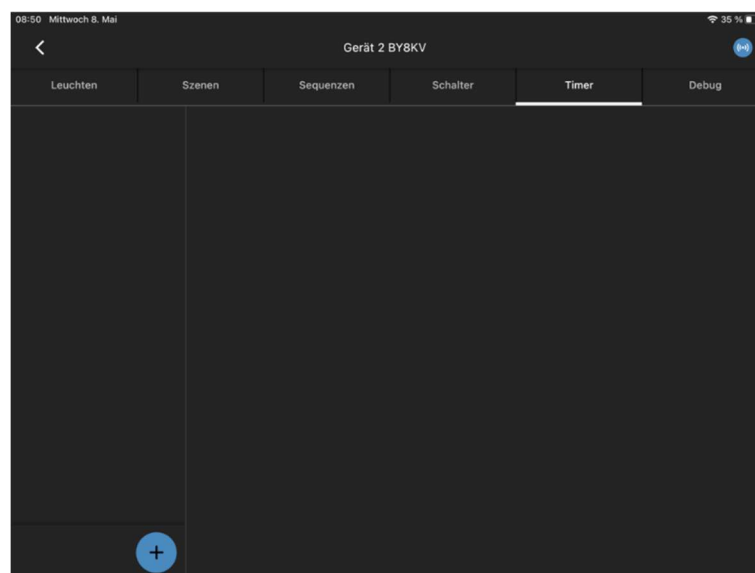 08:50 Mittwoch 8. Mai 35 %
Gerät 2 BY8KV
Leuchten Szenen Sequenzen Schalter Timer Debug
+